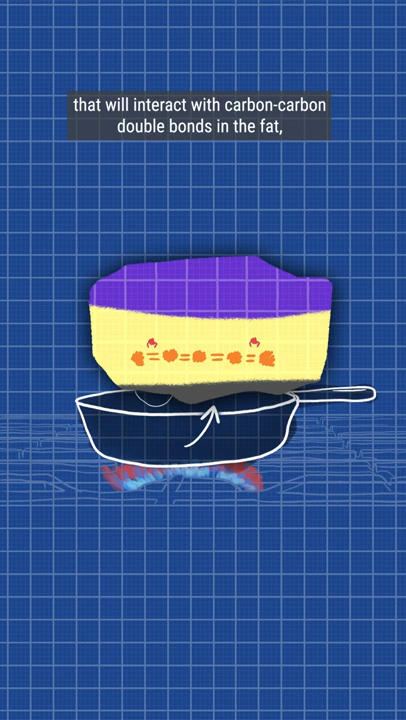 that will interact with carbon-carbon
double bonds in the fat,